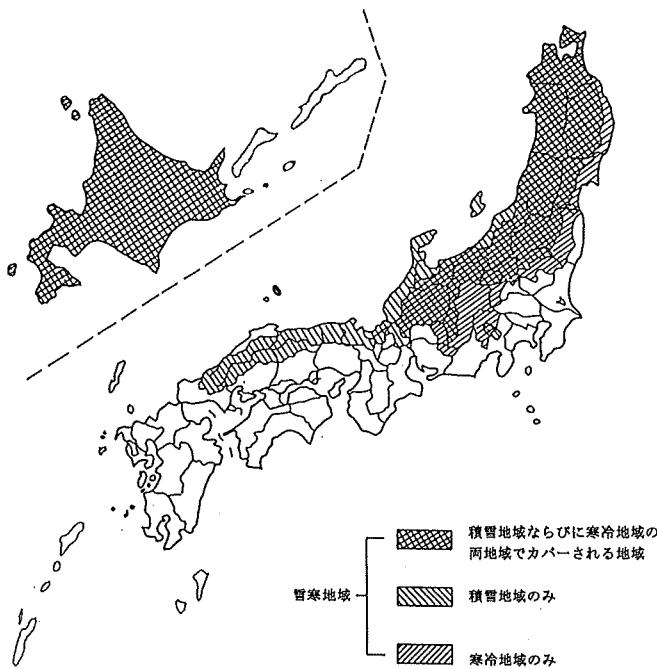 積雪地域ならびに寒冷地域の
両地域でカバーされる地域
雪寒地域
積雪地域のみ
寒冷地域のみ